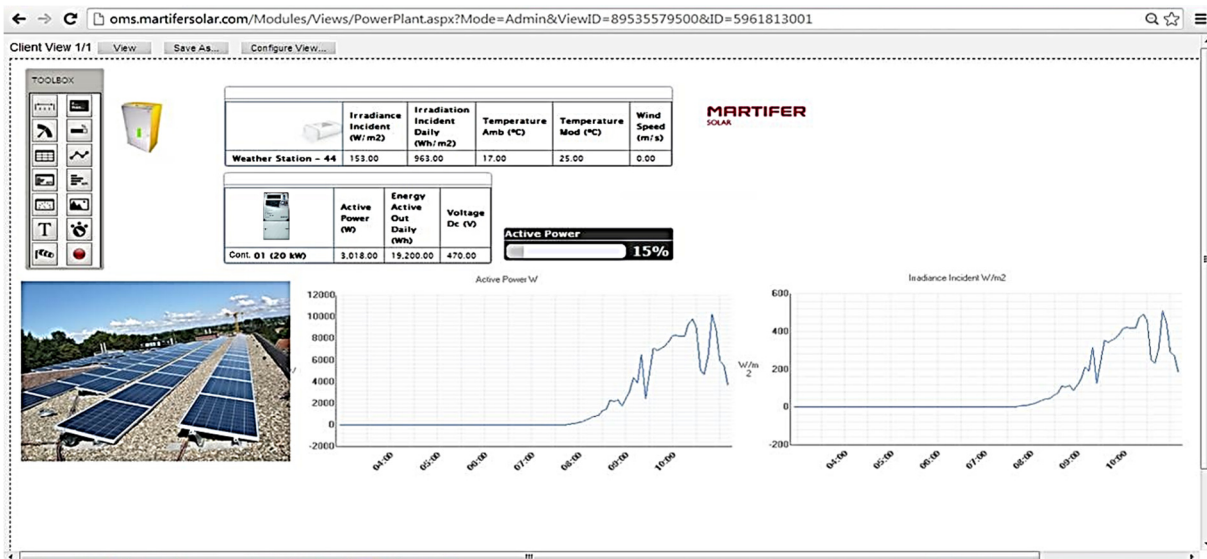 oms.martifersolar.com/Modules/Views/PowerPlant.aspx?Mode=Admin&ViewID=89535579500&ID=5961813001
Client View 1/1 View Save As... Configure View...
TOOLBOX
T
Irradiance Incident (W/m2)
Irradiation Incident Daily (Wh/m2)
Temperature Amb (ºC)
Temperature Mod (ºC)
Wind Speed (m/s)
Weather Station - 44 153.00 963.00 17.00 25.00 0.00
MARTIFER
SOLAR
Active Power (W)
Energy Active Out Daily (Wh)
Voltage Dc (V)
Cont. 01 (20 kW) 3,018.00 19,200.00 470.00
Active Power
15%
Active Power W
12000
10000
8000
6000
4000
2000
0
-2000
04:00 05:00 06:00 07:00 08:00 09:00 10:00
Irradiance Incident W/m2
W/m
2
600
400
200
0
-200
04:00 05:00 06:00 07:00 08:00 09:00 10:00